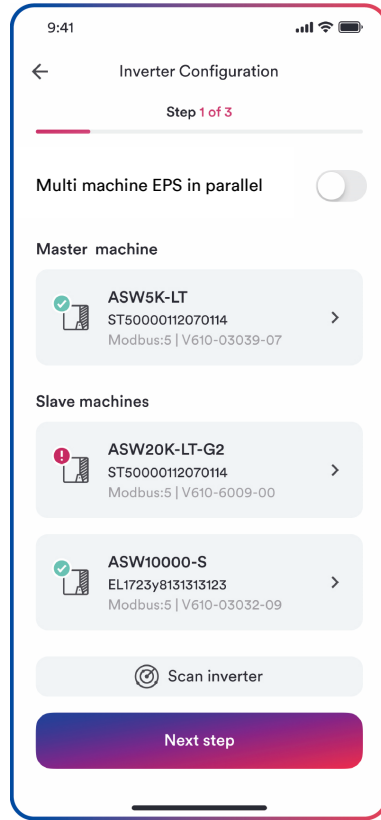 9:41
Inverter Configuration
Step 1 of 3
Multi machine EPS in parallel
Master machine
ASW5K-LT
ST50000112070114
Modbus:5 | V610-03039-07
Slave machines
ASW20K-LT-G2
ST50000112070114
Modbus:5 | V610-6009-00
ASW10000-S
EL1723y8131313123
Modbus:5 | V610-03032-09
Scan inverter
Next step